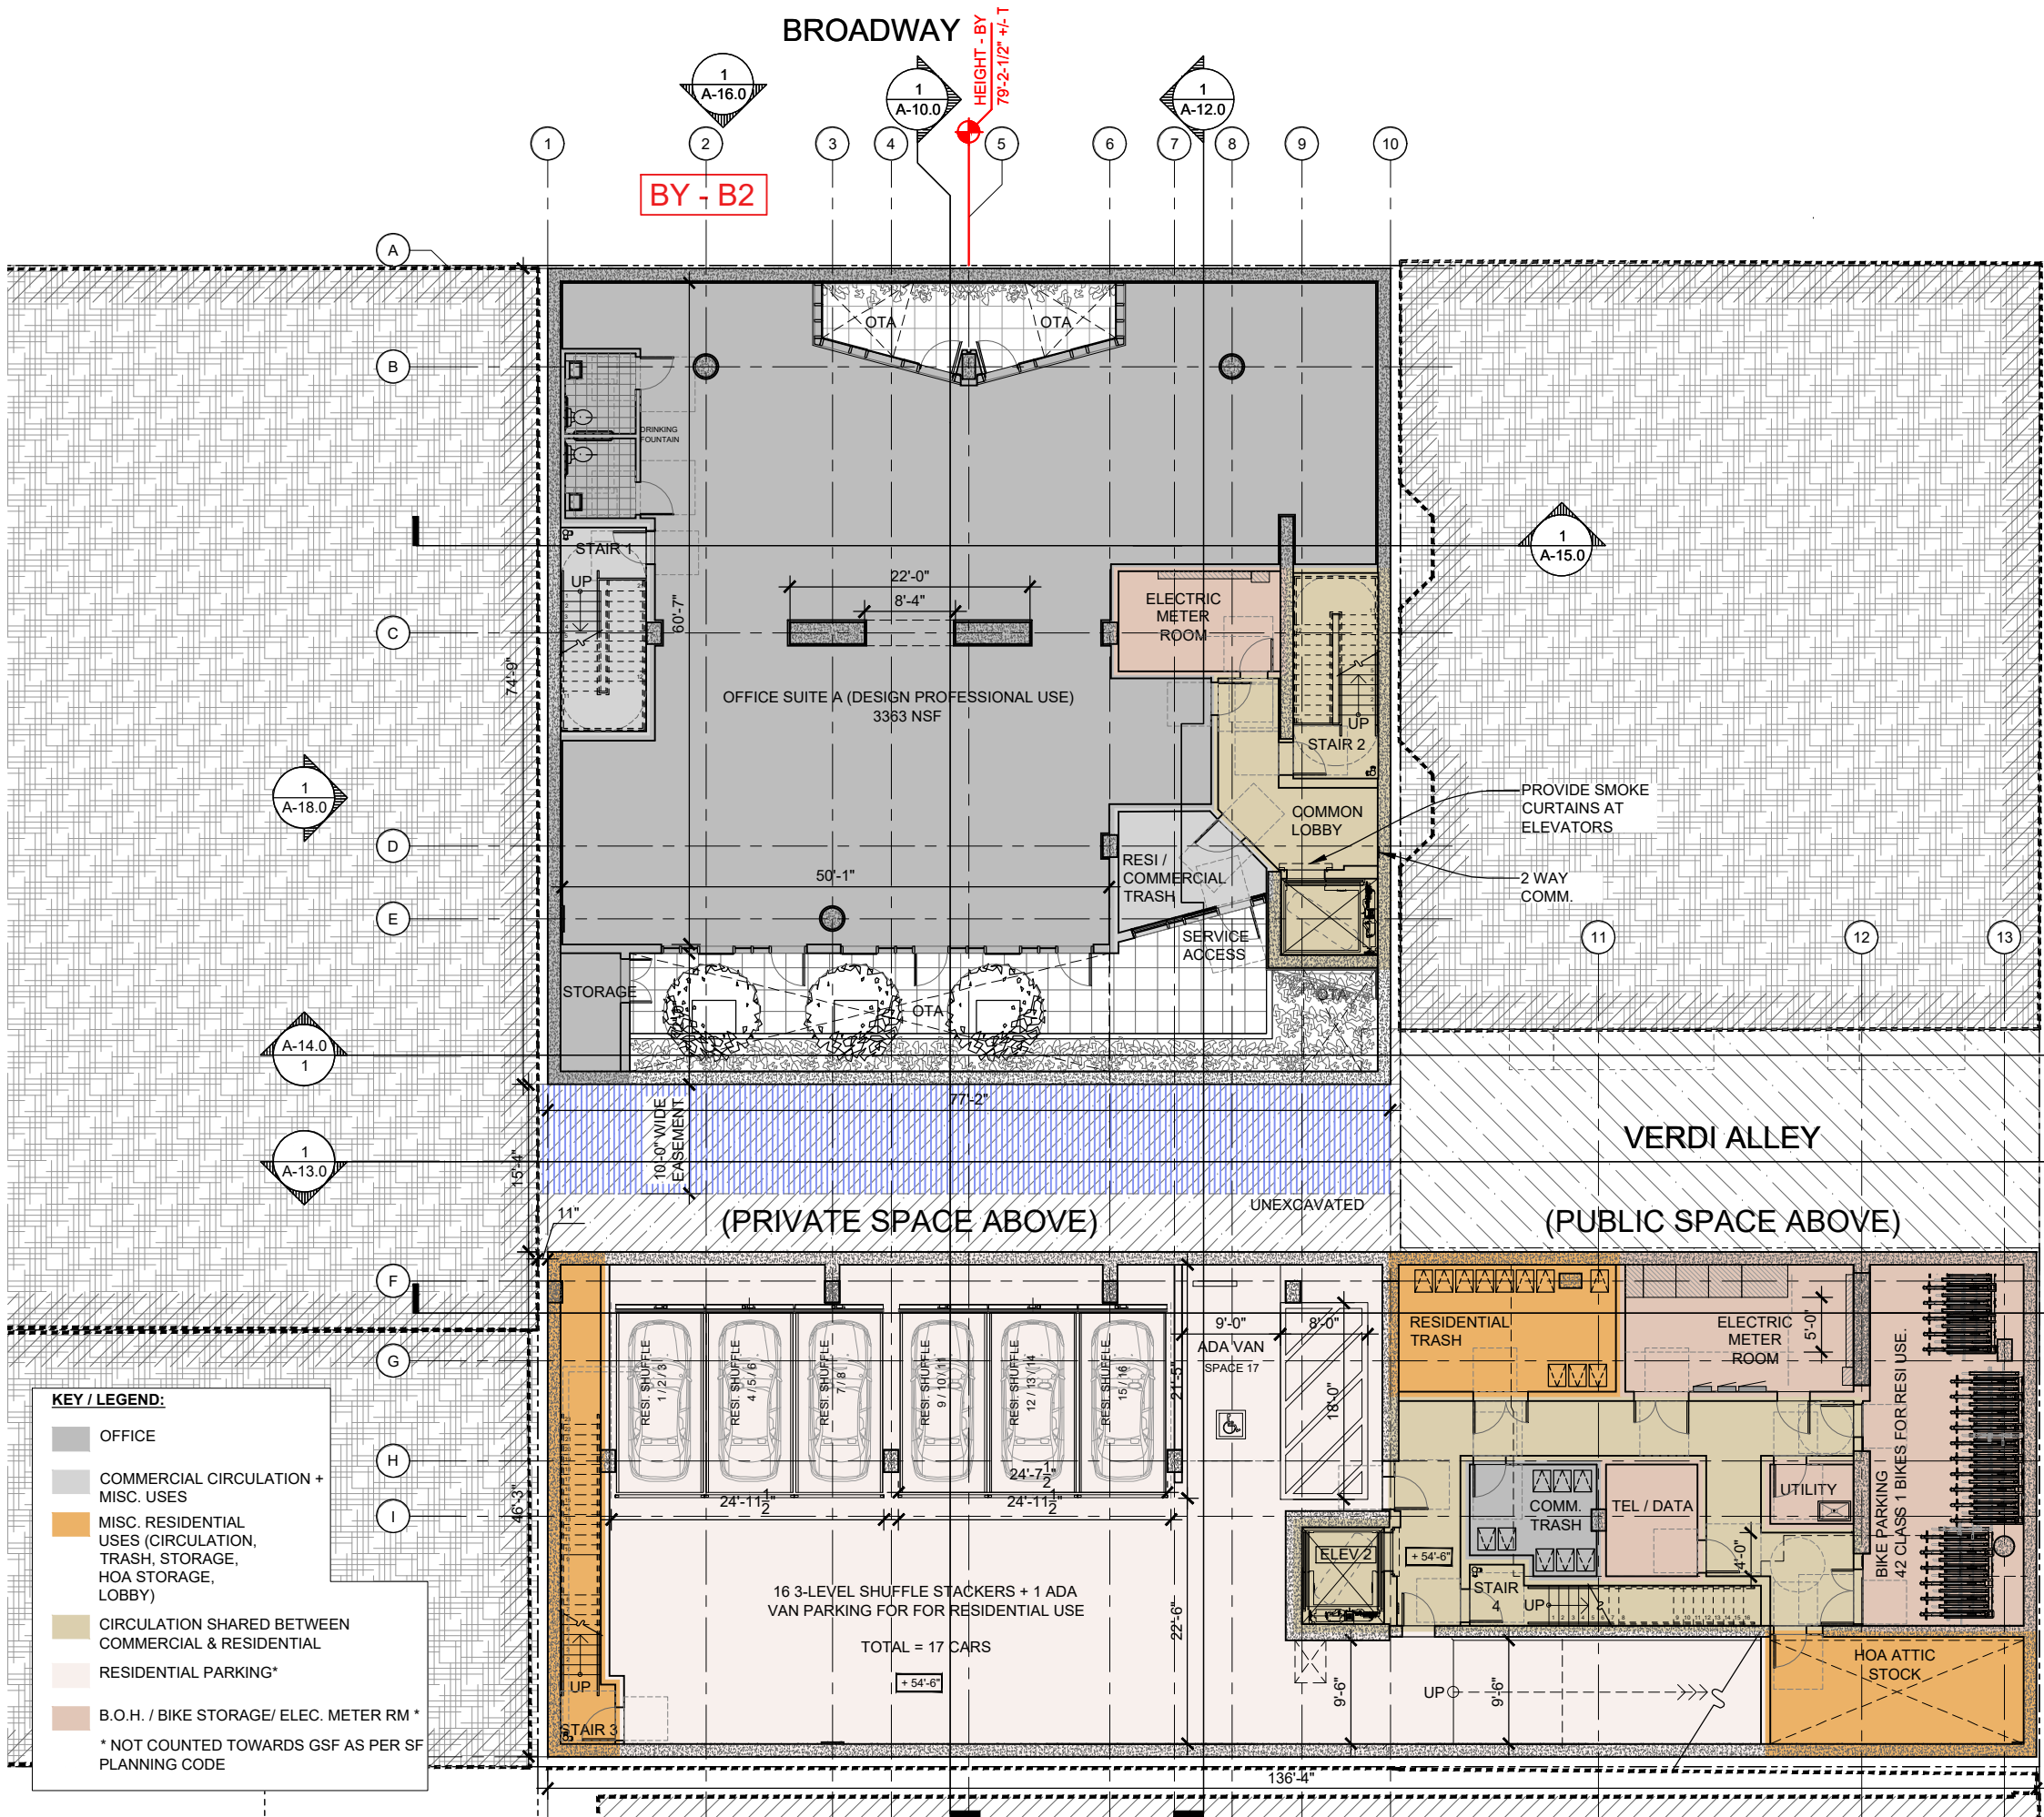 BROADWAY
HEIGHT - BY
79'-2-1/2" +/- T
1
A-16.0
1
A-10.0
1
A-12.0
1
2
3
4
5
6
7
8
9
10
BY - B2
A
OTA
OTA
B
DRINKING
FOUNTAIN
STAIR 1
UP
1
A-15.0
22'-0"
8'-4"
60'-7"
C
ELECTRIC
METER
ROOM
74'-9"
OFFICE SUITE A (DESIGN PROFESSIONAL USE)
3363 NSF
UP
STAIR 2
1
A-18.0
PROVIDE SMOKE
CURTAINS AT
ELEVATORS
COMMON
LOBBY
D
RESI /
COMMERCIAL
TRASH
50'-1"
2 WAY
COMM.
E
SERVICE
ACCESS
11
12
13
STORAGE
OTA
OTA
A-14.0
1
77'-2"
10'-0" WIDE
EASEMENT
VERDI ALLEY
1
A-13.0
15'-4"
UNEXCAVATED
11"
(PRIVATE SPACE ABOVE)
(PUBLIC SPACE ABOVE)
F
RESIDENTIAL
TRASH
ELECTRIC
METER
ROOM
5'-0"
9'-0"
8'-0"
ADA VAN
SPACE 17
G
RESI. SHUFFLE
1 / 2 / 3
RESI. SHUFFLE
4 / 5 / 6
RESI. SHUFFLE
7 / 8
RESI. SHUFFLE
9 / 10 / 11
RESI. SHUFFLE
12 / 13 / 14
RESI. SHUFFLE
15 / 16
21'-5"
18'-0"
BIKE PARKING
42 CLASS 1 BIKES FOR RESI USE.
H
24'-7 1/2"
24'-11 1/2"
24'-11 1/2"
COMM.
TRASH
TEL / DATA
UTILITY
I
46'-3"
ELEV 2
+ 54'-6"
4'-0"
STAIR
4
UP
16 3-LEVEL SHUFFLE STACKERS + 1 ADA
VAN PARKING FOR FOR RESIDENTIAL USE
TOTAL = 17 CARS
+ 54'-6"
22'-6"
9'-6"
UP
9'-6"
HOA ATTIC
STOCK
UP
STAIR 3
136'-4"
KEY / LEGEND:
OFFICE
COMMERCIAL CIRCULATION +
MISC. USES
MISC. RESIDENTIAL
USES (CIRCULATION,
TRASH, STORAGE,
HOA STORAGE,
LOBBY)
CIRCULATION SHARED BETWEEN
COMMERCIAL & RESIDENTIAL
RESIDENTIAL PARKING*
B.O.H. / BIKE STORAGE/ ELEC. METER RM *
* NOT COUNTED TOWARDS GSF AS PER SF
PLANNING CODE